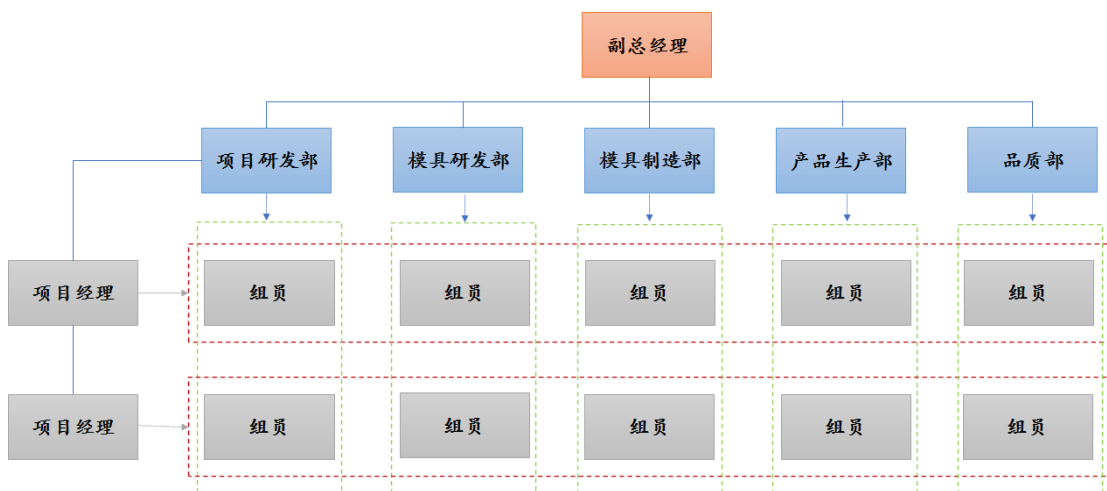 副总经理
项目研发部
模具研发部
模具制造部
产品生产部
品质部
项目经理
组员
组员
组员
组员
组员
项目经理
组员
组员
组员
组员
组员